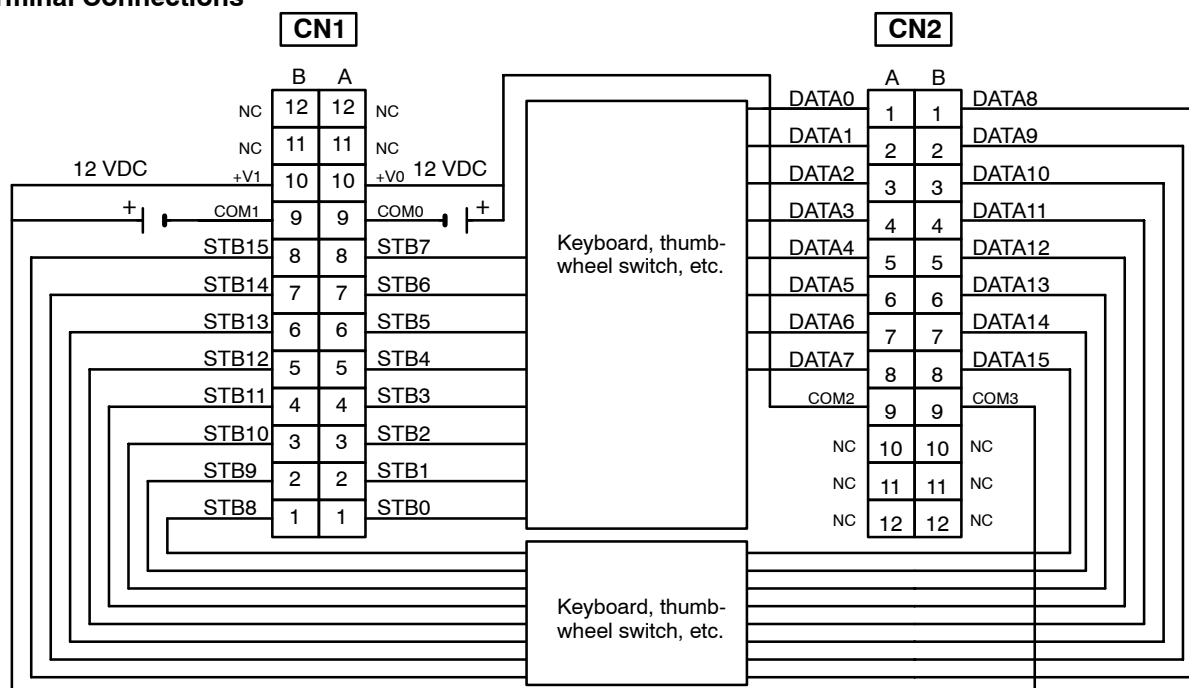 rminal Connections
CN1
CN2
B A
A B
NC 12 12 NC
NC 11 11 NC
12 VDC +V1 10 10 +V0 12 VDC
+ COM1 9 9 COM0 +
STB15 8 8 STB7
STB14 7 7 STB6
STB13 6 6 STB5
STB12 5 5 STB4
STB11 4 4 STB3
STB10 3 3 STB2
STB9 2 2 STB1
STB8 1 1 STB0
Keyboard, thumb-
wheel switch, etc.
DATA0 1 1 DATA8
DATA1 2 2 DATA9
DATA2 3 3 DATA10
DATA3 4 4 DATA11
DATA4 5 5 DATA12
DATA5 6 6 DATA13
DATA6 7 7 DATA14
DATA7 8 8 DATA15
COM2 9 9 COM3
NC 10 10 NC
NC 11 11 NC
NC 12 12 NC
Keyboard, thumb-
wheel switch, etc.